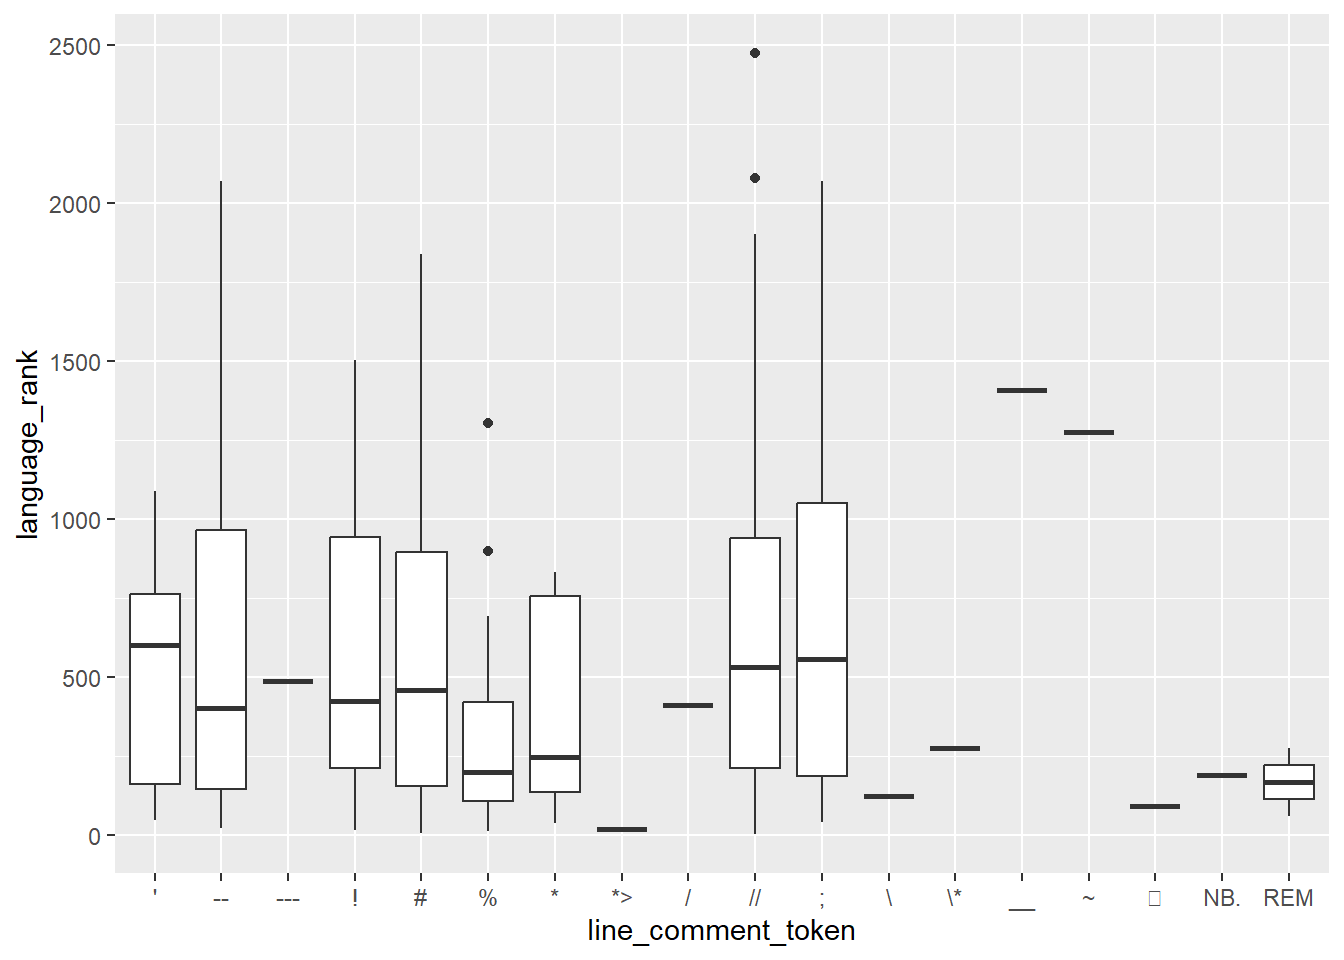 2500
2000
1500
1000
500
0
language_rank
' -- --- ! # % * *> / // ; \ \* __ ~ □ NB. REM
line_comment_token